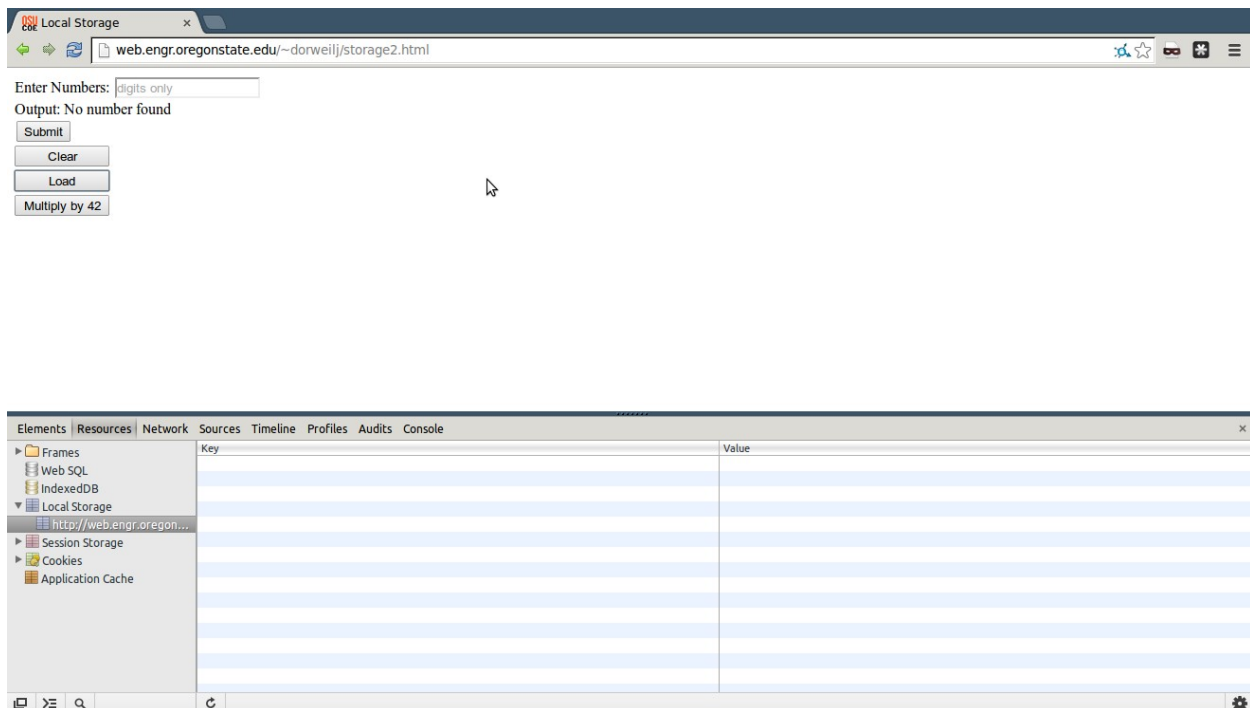 OSU COE Local Storage ×
web.engr.oregonstate.edu/~dorweilj/storage2.html
Enter Numbers: digits only
Output: No number found
Submit
Clear
Load
Multiply by 42
Elements Resources Network Sources Timeline Profiles Audits Console ×
Frames
Web SQL
IndexedDB
Local Storage
http://web.engr.oregon...
Session Storage
Cookies
Application Cache
Key Value